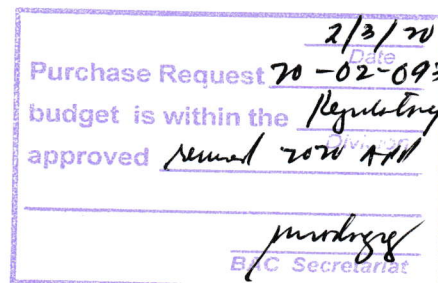 2/3/20
Date
Purchase Request 20-02-093
budget is within the Regulatory
Division
approved revised 2020 APP
BAC Secretariat